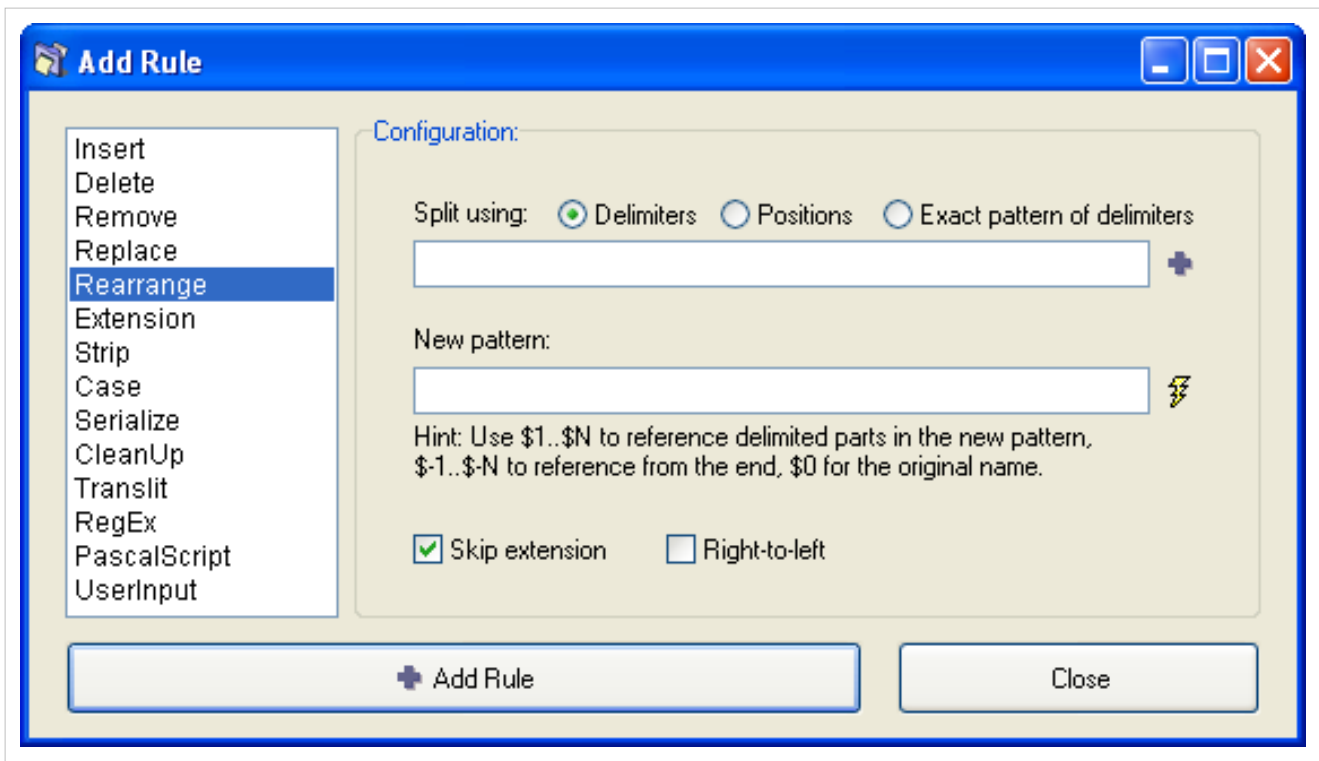 Add Rule
Insert
Delete
Remove
Replace
Rearrange
Extension
Strip
Case
Serialize
CleanUp
Translit
RegEx
PascalScript
UserInput
Configuration:
Split using: Delimiters Positions Exact pattern of delimiters
New pattern:
Hint: Use $1..$N to reference delimited parts in the new pattern,
$-1..$-N to reference from the end, $0 for the original name.
Skip extension Right-to-left
Add Rule Close